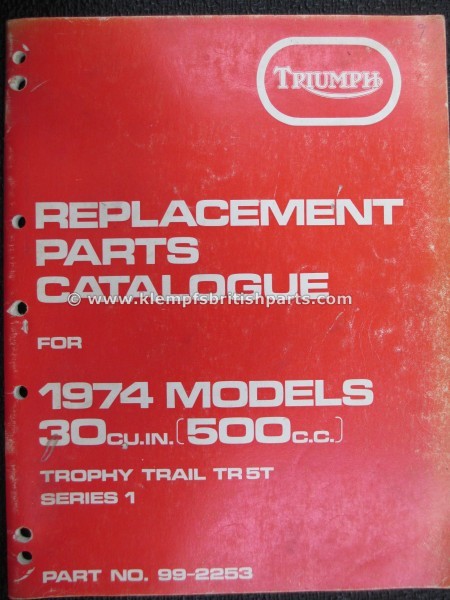 TRIUMPH
REPLACEMENT
PARTS
CATALOGUE
© www.klempfsbritishparts.com
FOR
1974 MODELS
30CU.IN.(500C.C.)
TROPHY TRAIL TR5T
SERIES 1
PART NO. 99-2253